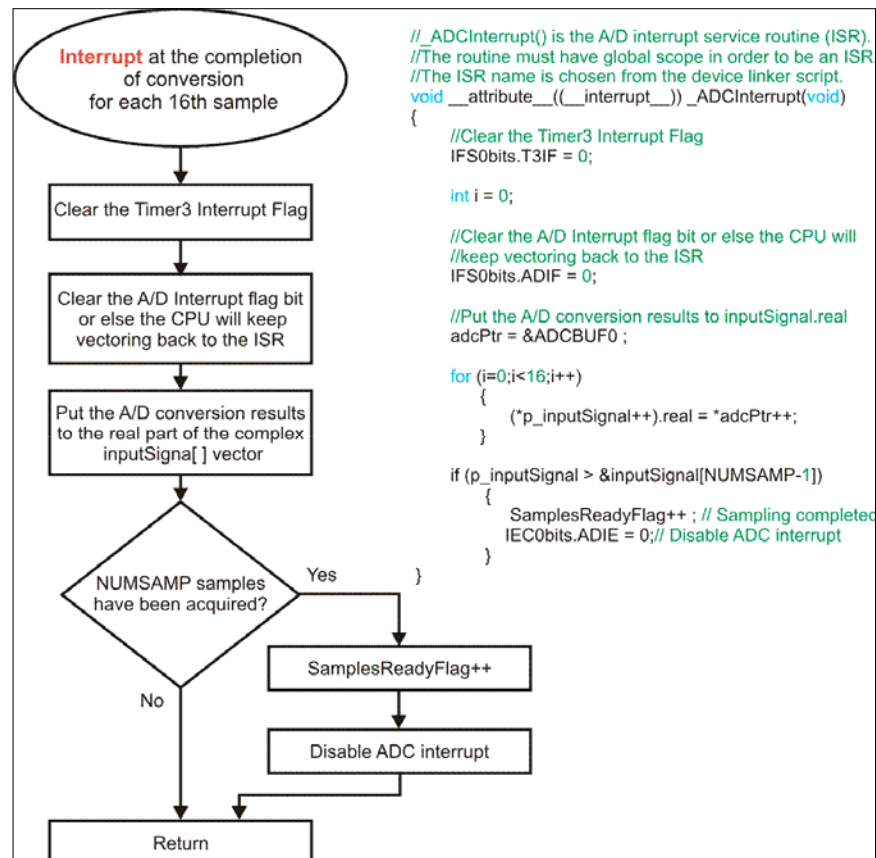 Interrupt at the completion
of conversion
for each 16th sample
Clear the Timer3 Interrupt Flag
Clear the A/D Interrupt flag bit
or else the CPU will keep
vectoring back to the ISR
Put the A/D conversion results
to the real part of the complex
inputSigna[ ] vector
NUMSAMP samples
have been acquired?
Yes
No
SamplesReadyFlag++
Disable ADC interrupt
Return
//_ADCInterrupt() is the A/D interrupt service routine (ISR).
//The routine must have global scope in order to be an ISR.
//The ISR name is chosen from the device linker script.
void __attribute__((__interrupt__)) _ADCInterrupt(void)
{
//Clear the Timer3 Interrupt Flag
IFS0bits.T3IF = 0;
int i = 0;
//Clear the A/D Interrupt flag bit or else the CPU will
//keep vectoring back to the ISR
IFS0bits.ADIF = 0;
//Put the A/D conversion results to inputSignal.real
adcPtr = &ADCBUF0 ;
for (i=0;i<16;i++)
{
(*p_inputSignal++).real = *adcPtr++;
}
if (p_inputSignal > &inputSignal[NUMSAMP-1])
{
SamplesReadyFlag++ ; // Sampling completed
IEC0bits.ADIE = 0;// Disable ADC interrupt
}
}